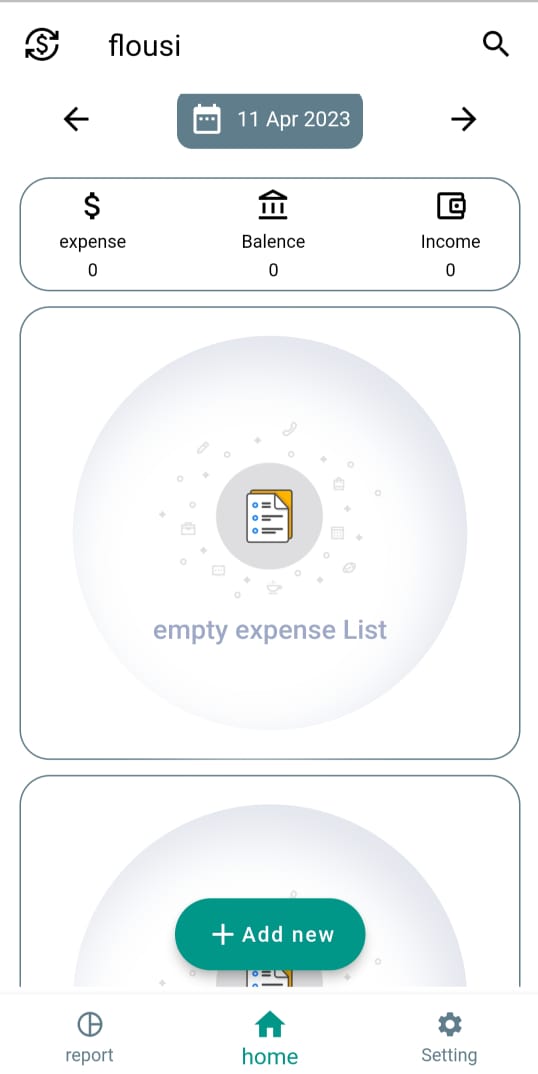 flousi
11 Apr 2023
expense Balence Income
0 0 0
empty expense List
Add new
report home Setting